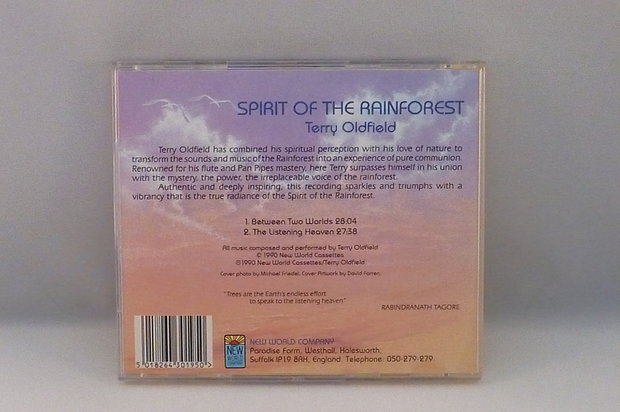 SPIRIT OF THE RAINFOREST
Terry Oldfield
Terry Oldfield has combined his spiritual perception with his love of nature to
transform the sounds and music of the Rainforest into an experience of pure communion.
Renowned for his flute and Pan Pipes mastery, here Terry surpasses himself in his union
with the mystery, the power, the irreplaceable voice of the rainforest.
Authentic and deeply inspiring, this recording sparkles and triumphs with a
vibrancy that is the true radiance of the Spirit of the Rainforest.
1. Between Two Worlds 28:04
2. The Listening Heaven 27:38
All music composed and performed by Terry Oldfield
© 1990 New World Cassettes
℗ 1990 New World Cassettes/Terry Oldfield
Cover photo by Michael Friedel. Cover Artwork by David Farren.
"Trees are the Earth's endless effort
to speak to the listening heaven"
RABINDRANATH TAGORE
NEW WORLD COMPANY
Paradise Farm, Westhall, Halesworth,
Suffolk IP19 8RH, England. Telephone: 050-279-279.
NEW
WORLD
5 018264 301950